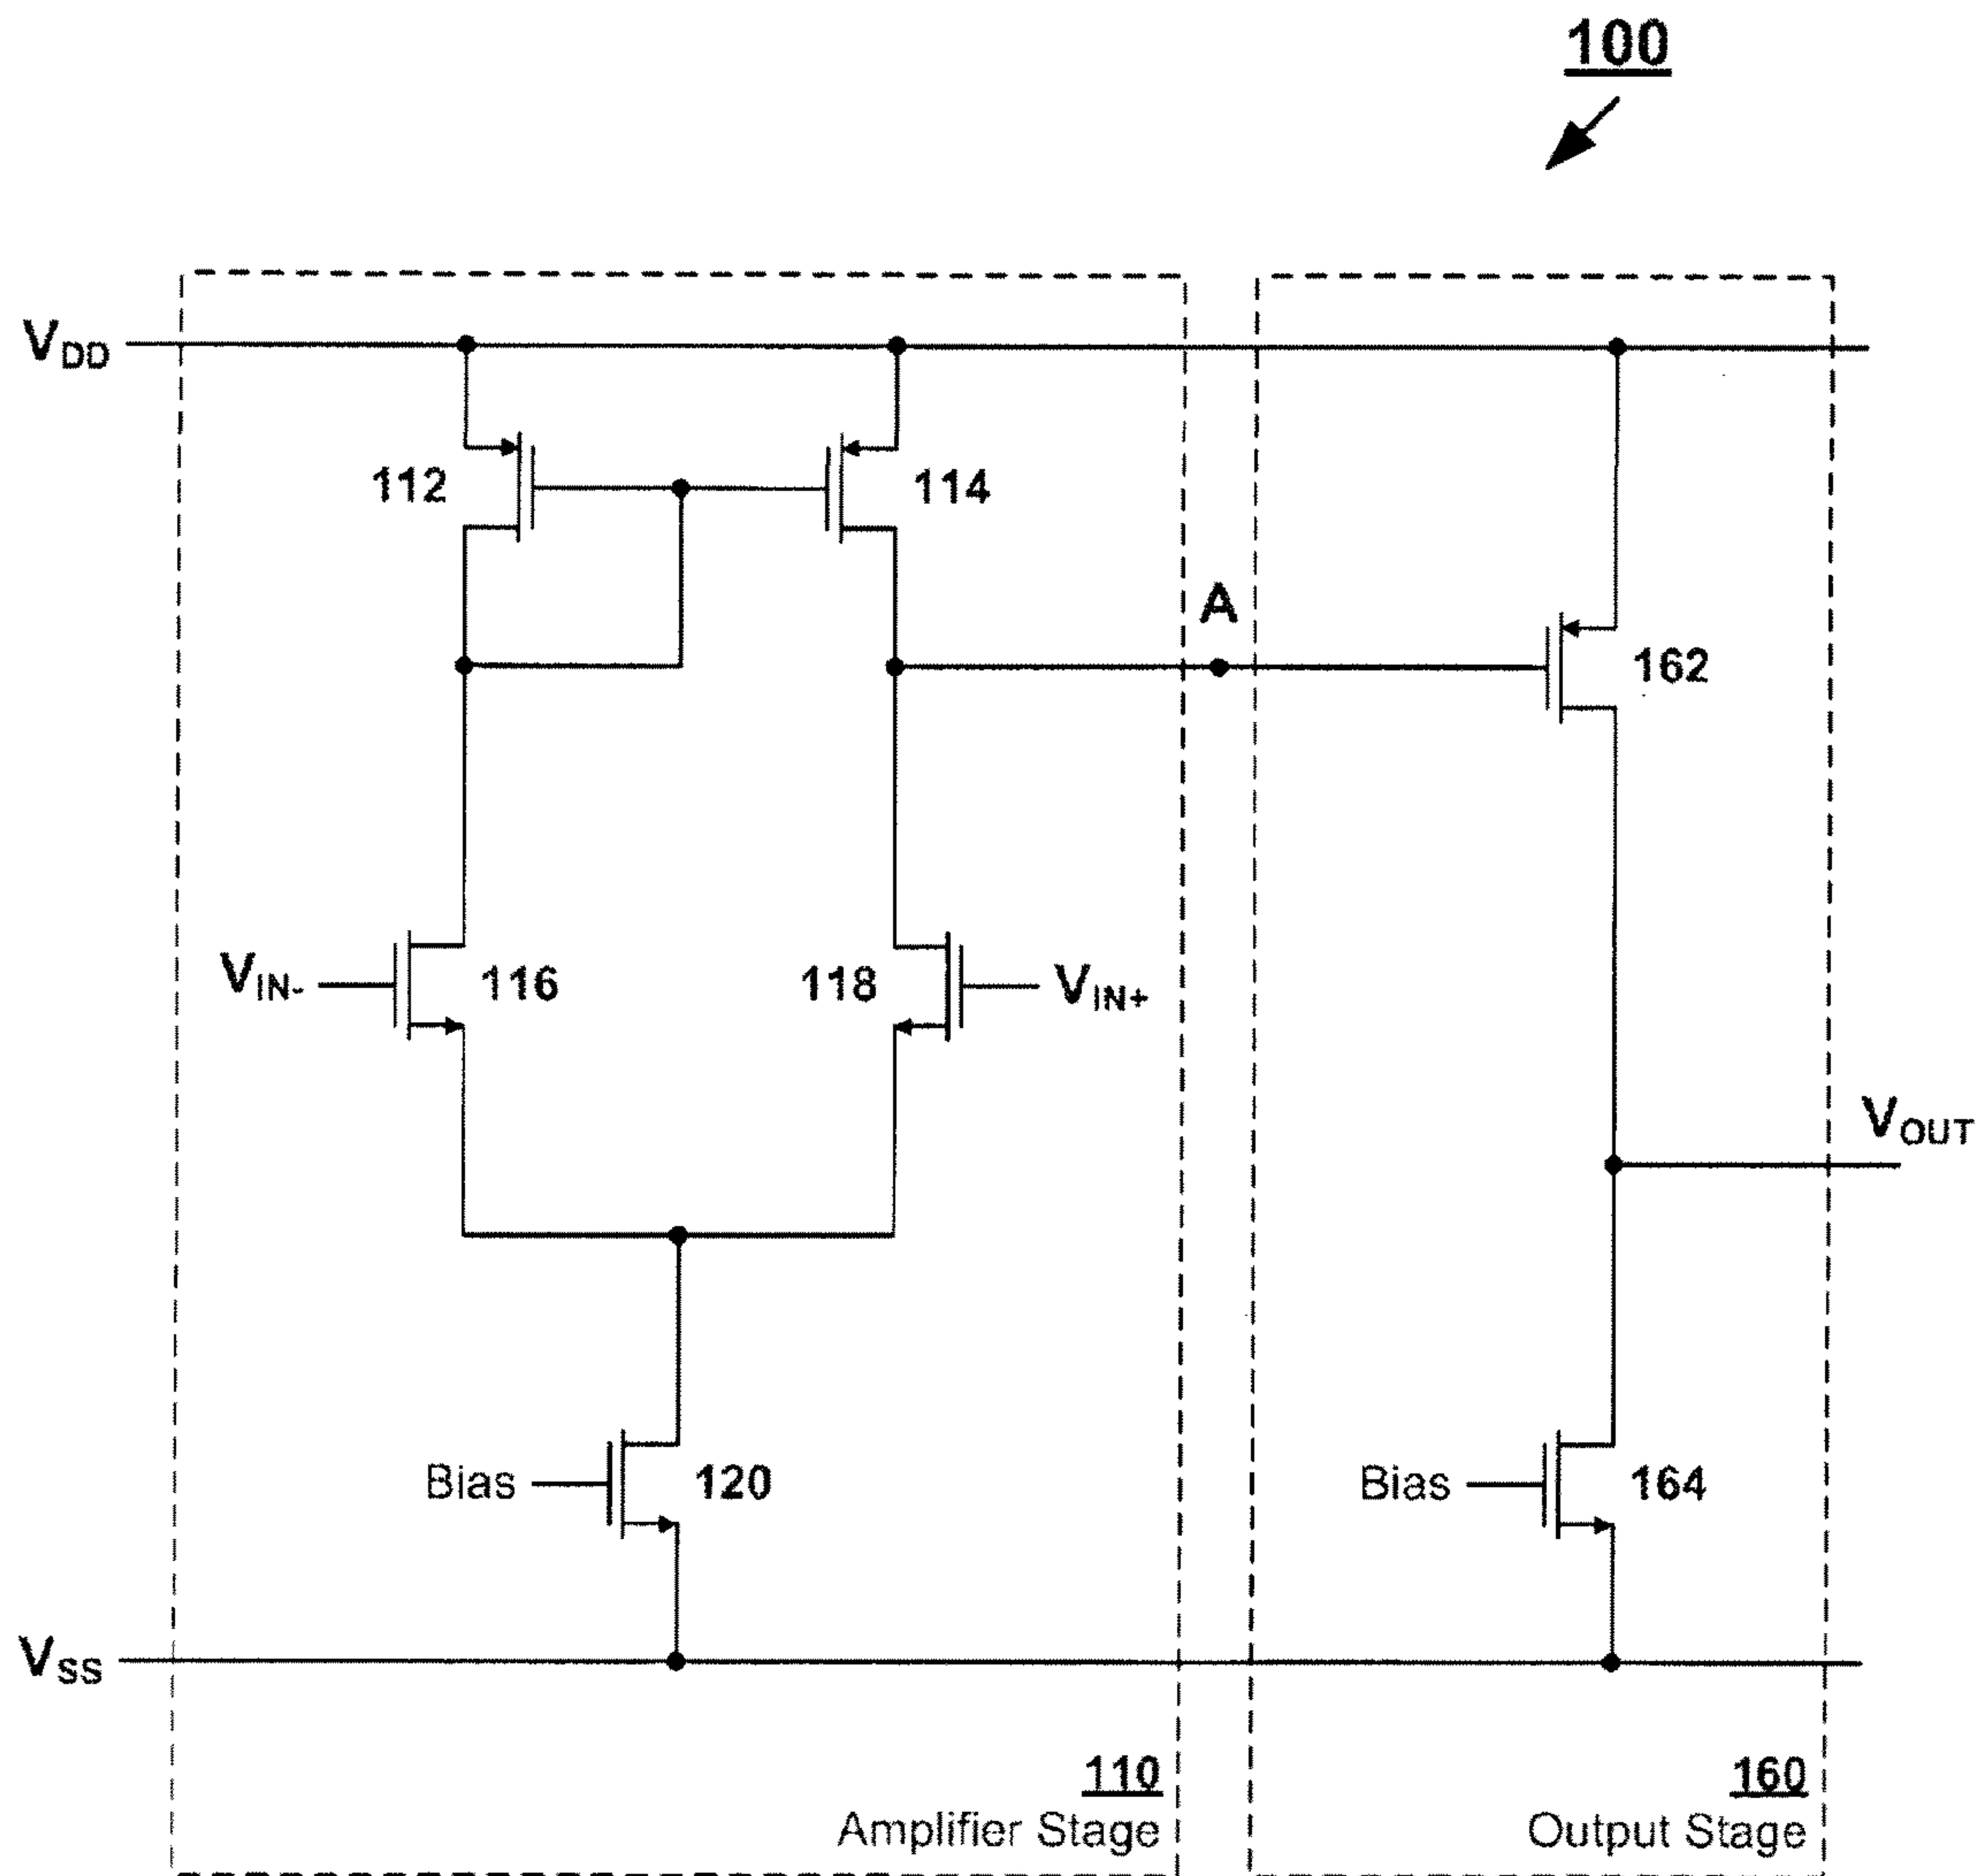 100
VDD
112
114
A
162
VIN-
116
118
VIN+
VOUT
Bias
120
Bias
164
VSS
110
Amplifier Stage
160
Output Stage